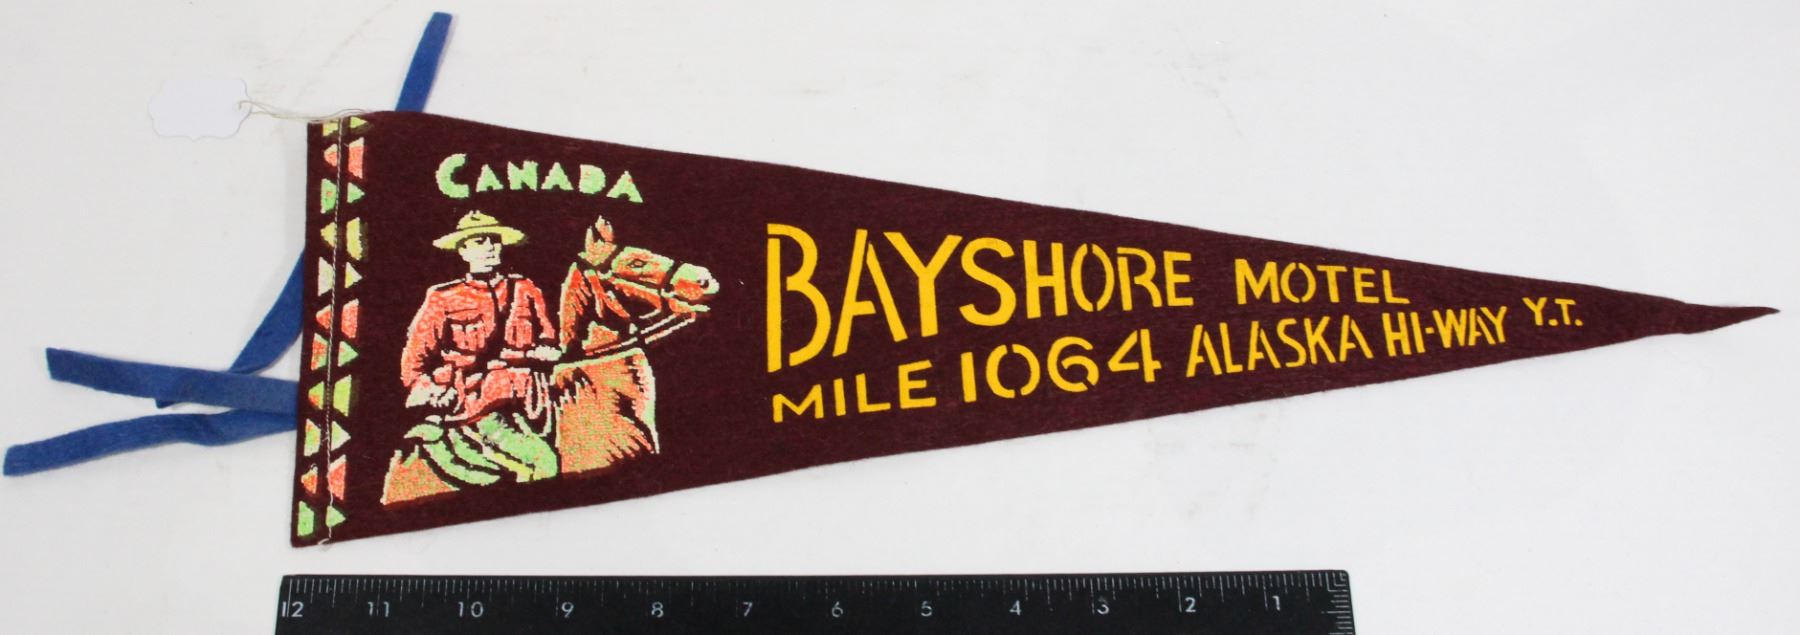 CANADA
BAYSHORE MOTEL
MILE 1064 ALASKA HI-WAY Y.T.
12 11 10 9 8 7 6 5 4 3 2 1